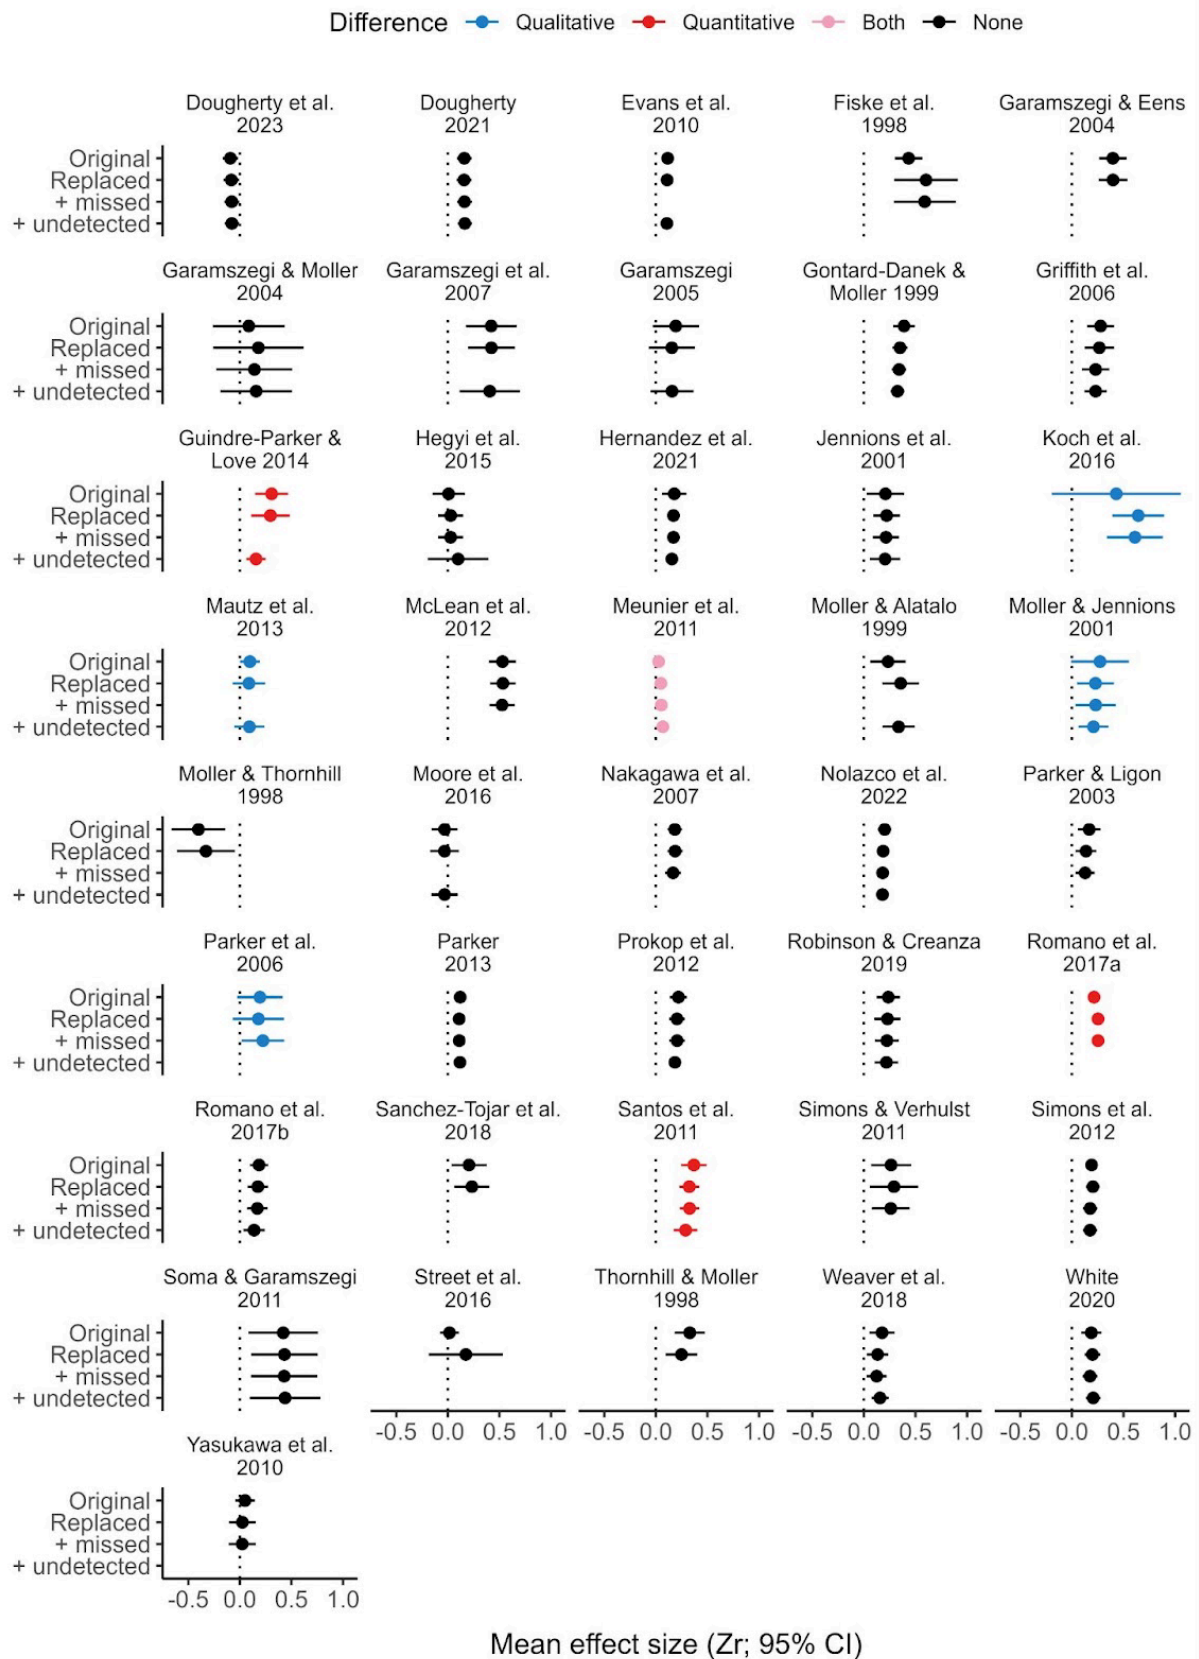 Difference Qualitative Quantitative Both None
Dougherty et al. Dougherty Evans et al. Fiske et al. Garamszegi & Eens
2023 2021 2010 1998 2004
Original
Replaced
+ missed
+ undetected
Garamszegi & Moller Garamszegi et al. Garamszegi Gontard-Danek & Griffith et al.
2004 2007 2005 Moller 1999 2006
Original
Replaced
+ missed
+ undetected
Guindre-Parker & Hegyi et al. Hernandez et al. Jennions et al. Koch et al.
Love 2014 2015 2021 2001 2016
Original
Replaced
+ missed
+ undetected
Mautz et al. McLean et al. Meunier et al. Moller & Alatalo Moller & Jennions
2013 2012 2011 1999 2001
Original
Replaced
+ missed
+ undetected
Moller & Thornhill Moore et al. Nakagawa et al. Nolazco et al. Parker & Ligon
1998 2016 2007 2022 2003
Original
Replaced
+ missed
+ undetected
Parker et al. Parker Prokop et al. Robinson & Creanza Romano et al.
2006 2013 2012 2019 2017a
Original
Replaced
+ missed
+ undetected
Romano et al. Sanchez-Tojar et al. Santos et al. Simons & Verhulst Simons et al.
2017b 2018 2011 2011 2012
Original
Replaced
+ missed
+ undetected
Soma & Garamszegi Street et al. Thornhill & Moller Weaver et al. White
2011 2016 1998 2018 2020
Original
Replaced
+ missed
+ undetected
-0.5 0.0 0.5 1.0 -0.5 0.0 0.5 1.0 -0.5 0.0 0.5 1.0 -0.5 0.0 0.5 1.0
Yasukawa et al.
2010
Original
Replaced
+ missed
+ undetected
-0.5 0.0 0.5 1.0
Mean effect size (Zr; 95% CI)